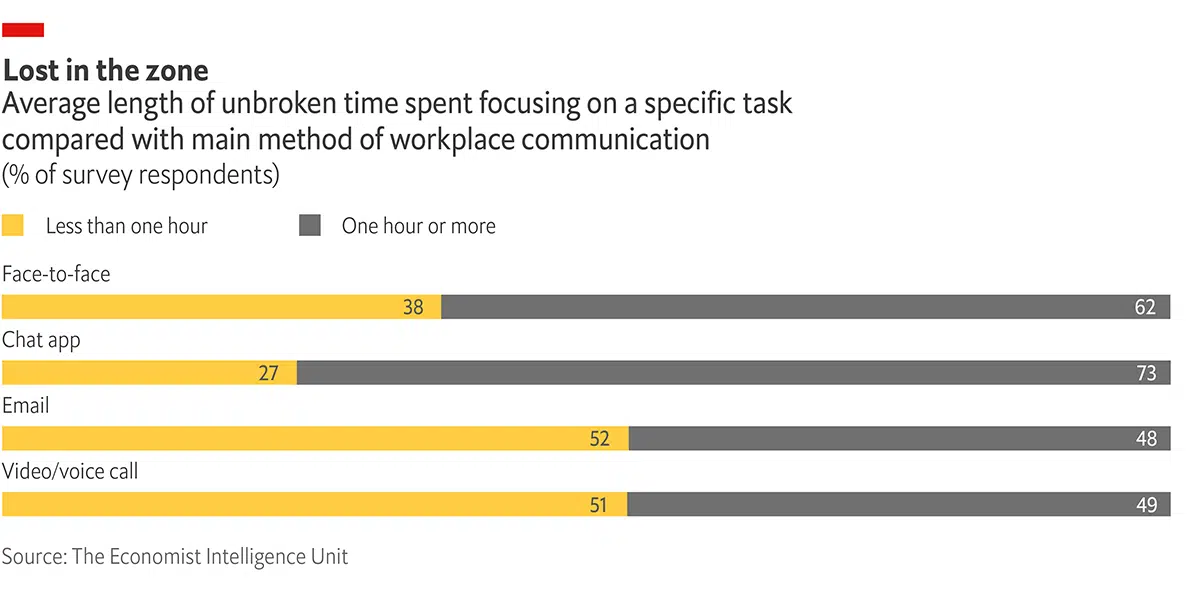 Lost in the zone
Average length of unbroken time spent focusing on a specific task
compared with main method of workplace communication
(% of survey respondents)
Less than one hour One hour or more
Face-to-face
38 62
Chat app
27 73
Email
52 48
Video/voice call
51 49
Source: The Economist Intelligence Unit